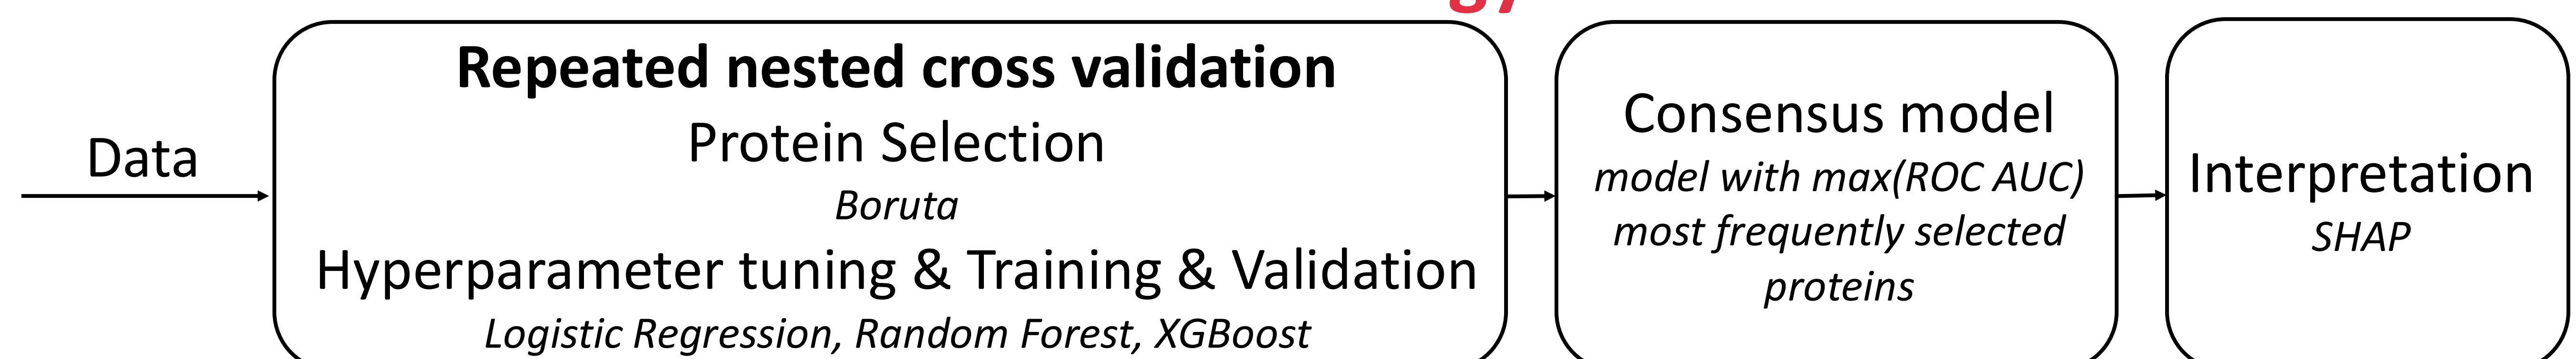 Data
Repeated nested cross validation
Protein Selection
Boruta
Hyperparameter tuning & Training & Validation
Logistic Regression, Random Forest, XGBoost
Consensus model
model with max(ROC AUC)
most frequently selected
proteins
Interpretation
SHAP